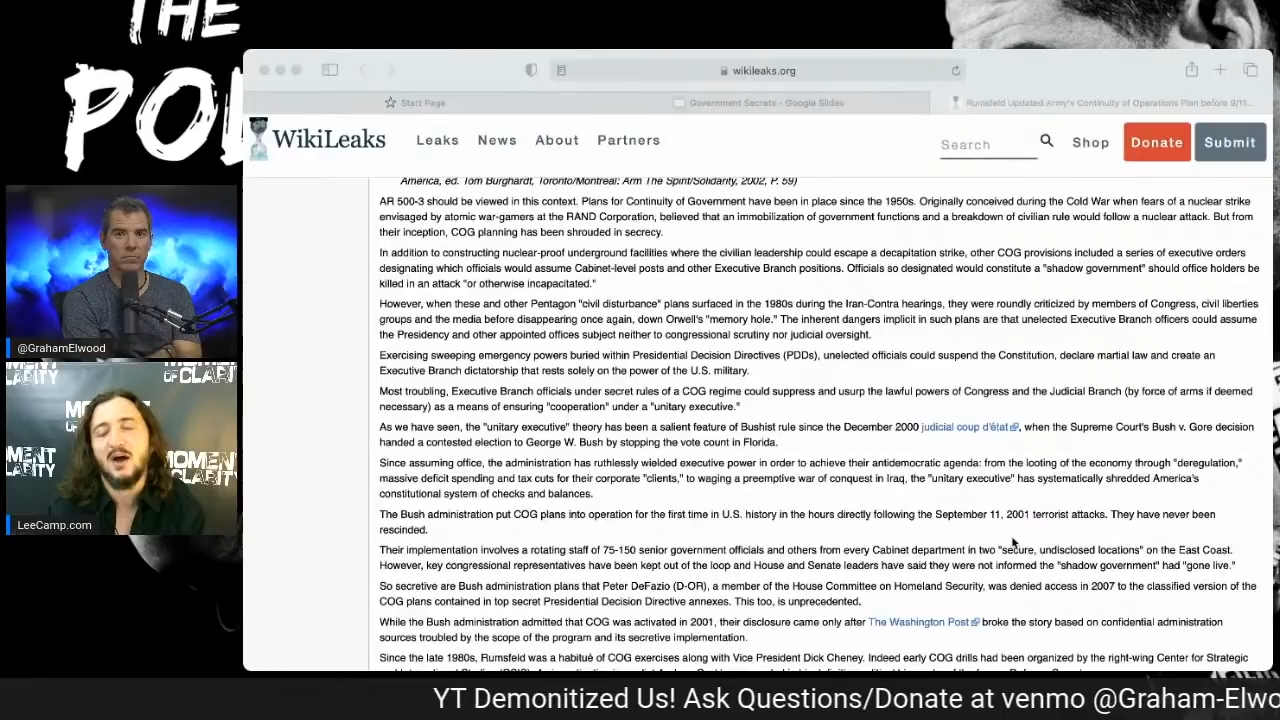 THE
wikileaks.org
Start Page
Government Secrets - Google Slides
Rumsfeld Updated Army's Continuity of Operations Plan before 9/11...
WikiLeaks
Leaks
News
About
Partners
Search
Shop
Donate
Submit
America, ed. Tom Burghardt, Toronto/Montreal: Arm The Spirit/Solidarity, 2002, P. 59)
AR 500-3 should be viewed in this context. Plans for Continuity of Government have been in place since the 1950s. Originally conceived during the Cold War when fears of a nuclear strike
envisaged by atomic war-gamers at the RAND Corporation, believed that an immobilization of government functions and a breakdown of civilian rule would follow a nuclear attack. But from
their inception, COG planning has been shrouded in secrecy.
In addition to constructing nuclear-proof underground facilities where the civilian leadership could escape a decapitation strike, other COG provisions included a series of executive orders
designating which officials would assume Cabinet-level posts and other Executive Branch positions. Officials so designated would constitute a "shadow government" should office holders be
killed in an attack "or otherwise incapacitated."
However, when these and other Pentagon "civil disturbance" plans surfaced in the 1980s during the Iran-Contra hearings, they were roundly criticized by members of Congress, civil liberties
groups and the media before disappearing once again, down Orwell's "memory hole." The inherent dangers implicit in such plans are that unelected Executive Branch officers could assume
the Presidency and other appointed offices subject neither to congressional scrutiny nor judicial oversight.
Exercising sweeping emergency powers buried within Presidential Decision Directives (PDDs), unelected officials could suspend the Constitution, declare martial law and create an
Executive Branch dictatorship that rests solely on the power of the U.S. military.
Most troubling, Executive Branch officials under secret rules of a COG regime could suppress and usurp the lawful powers of Congress and the Judicial Branch (by force of arms if deemed
necessary) as a means of ensuring "cooperation" under a "unitary executive."
As we have seen, the "unitary executive" theory has been a salient feature of Bushist rule since the December 2000 judicial coup d'état, when the Supreme Court's Bush v. Gore decision
handed a contested election to George W. Bush by stopping the vote count in Florida.
Since assuming office, the administration has ruthlessly wielded executive power in order to achieve their antidemocratic agenda: from the looting of the economy through "deregulation,"
massive deficit spending and tax cuts for their corporate "clients," to waging a preemptive war of conquest in Iraq, the "unitary executive" has systematically shredded America's
constitutional system of checks and balances.
The Bush administration put COG plans into operation for the first time in U.S. history in the hours directly following the September 11, 2001 terrorist attacks. They have never been
rescinded.
Their implementation involves a rotating staff of 75-150 senior government officials and others from every Cabinet department in two "secure, undisclosed locations" on the East Coast.
However, key congressional representatives have been kept out of the loop and House and Senate leaders have said they were not informed the "shadow government" had "gone live."
So secretive are Bush administration plans that Peter DeFazio (D-OR), a member of the House Committee on Homeland Security, was denied access in 2007 to the classified version of the
COG plans contained in top secret Presidential Decision Directive annexes. This too, is unprecedented.
While the Bush administration admitted that COG was activated in 2001, their disclosure came only after The Washington Post broke the story based on confidential administration
sources troubled by the scope of the program and its secretive implementation.
Since the late 1980s, Rumsfeld was a habitué of COG exercises along with Vice President Dick Cheney. Indeed early COG drills had been organized by the right-wing Center for Strategic
@GrahamElwood
MOMENT
OF CLARITY
LeeCamp.com
YT Demonitized Us! Ask Questions/Donate at venmo @Graham-Elwo